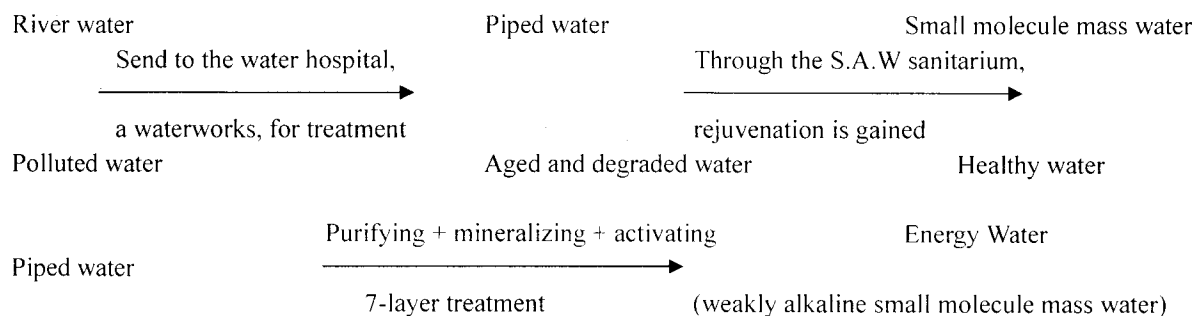 River water Piped water Small molecule mass water
Send to the water hospital, Through the S.A.W sanitarium,
a waterworks, for treatment rejuvenation is gained
Polluted water Aged and degraded water Healthy water
Purifying + mineralizing + activating Energy Water
Piped water
7-layer treatment (weakly alkaline small molecule mass water)